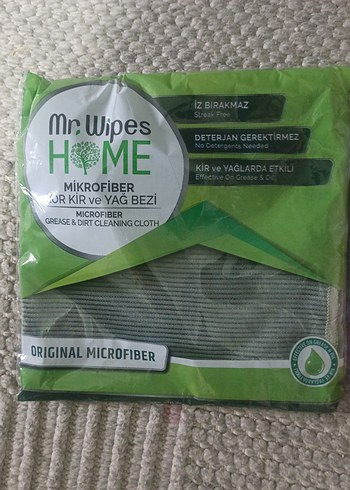 Mr. Wipes
HOME
MİKROFİBER
ZOR KİR ve YAĞ BEZİ
MICROFIBER
GREASE & DIRT CLEANING CLOTH
İZ BIRAKMAZ
Streak Free
DETERJAN GEREKTİRMEZ
No Detergents Needed
KİR ve YAĞLARDA ETKİLİ
Effective On Grease & Oil
ORIGINAL MICROFIBER